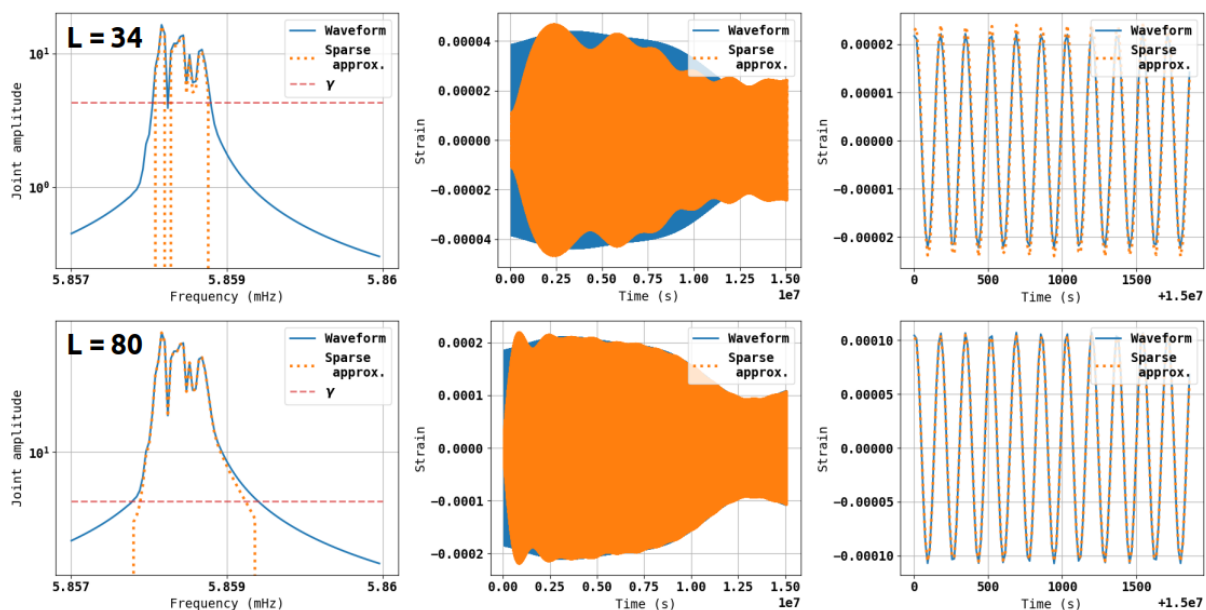 L = 34
Waveform
Sparse
approx.
γ
10¹
10⁰
Joint amplitude
5.857
5.859
5.86
Frequency (mHz)
Waveform
Sparse
approx.
0.00004
0.00002
0.00000
−0.00002
−0.00004
Strain
0.00
0.25
0.50
0.75
1.00
1.25
1.50
1e7
Time (s)
Waveform
Sparse
approx.
0.00002
0.00001
0.00000
−0.00001
−0.00002
Strain
0
500
1000
1500
+1.5e7
Time (s)
L = 80
Waveform
Sparse
approx.
γ
10¹
Joint amplitude
5.857
5.859
5.86
Frequency (mHz)
Waveform
Sparse
approx.
0.0002
0.0001
0.0000
−0.0001
−0.0002
Strain
0.00
0.25
0.50
0.75
1.00
1.25
1.50
1e7
Time (s)
Waveform
Sparse
approx.
0.00010
0.00005
0.00000
−0.00005
−0.00010
Strain
0
500
1000
1500
+1.5e7
Time (s)